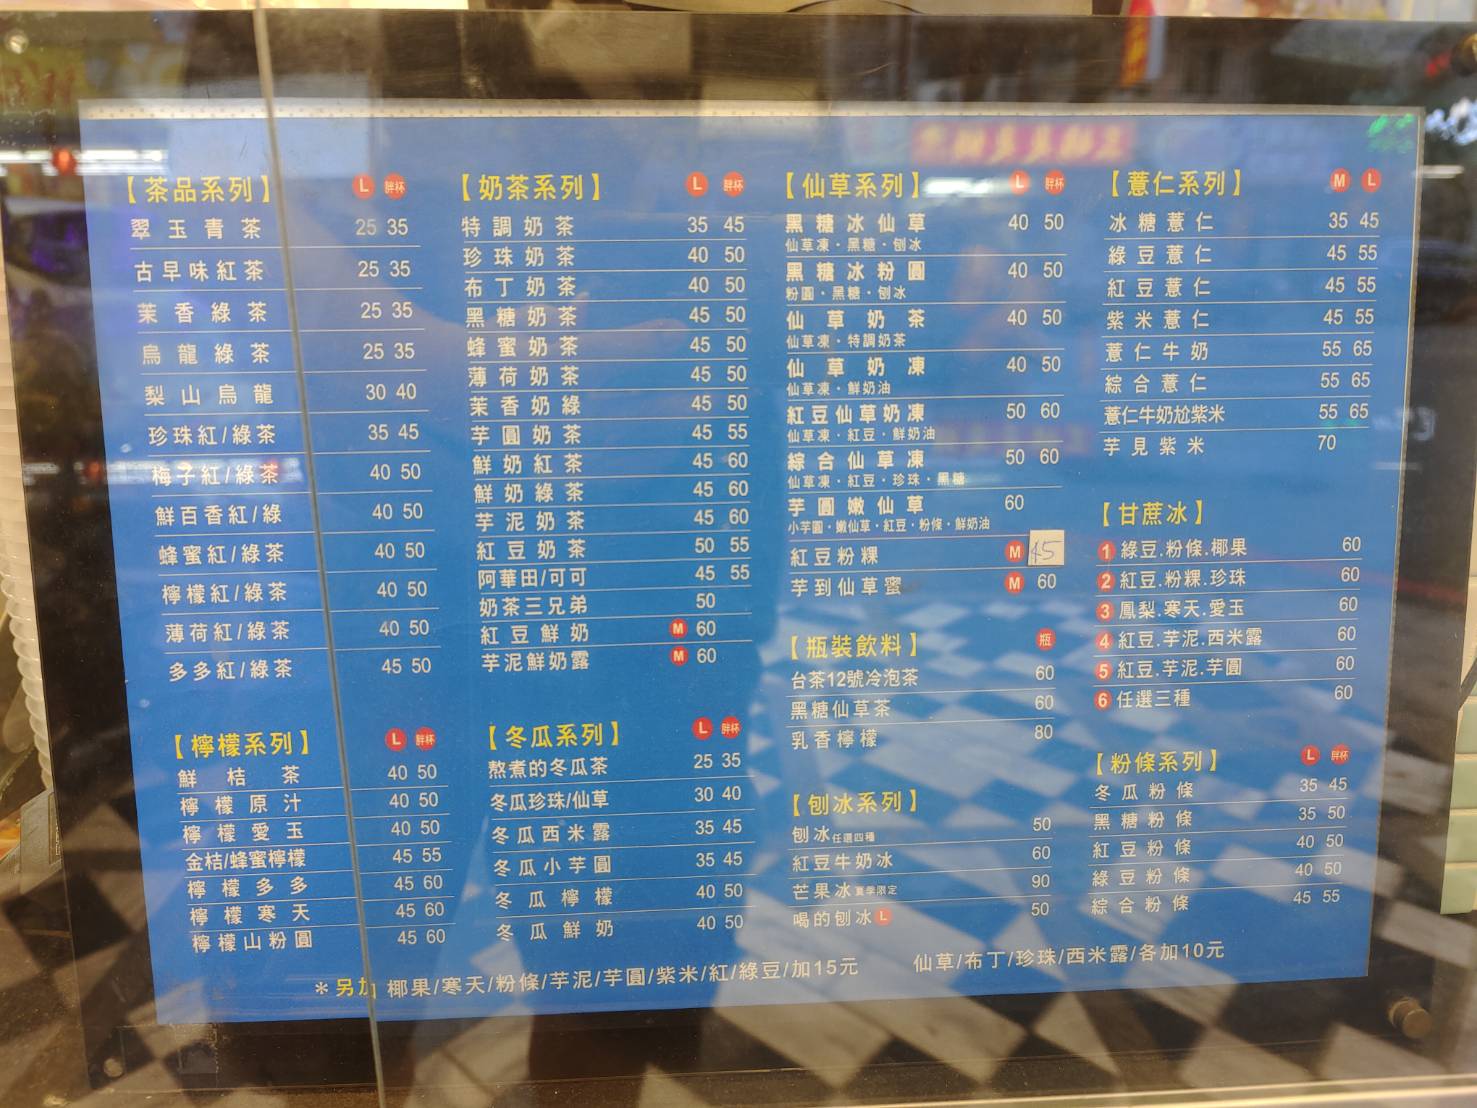 【茶品系列】 L 胖杯
翠玉青茶 25 35
古早味紅茶 25 35
茉香綠茶 25 35
烏龍綠茶 25 35
梨山烏龍 30 40
珍珠紅/綠茶 35 45
梅子紅/綠茶 40 50
鮮百香紅/綠 40 50
蜂蜜紅/綠茶 40 50
檸檬紅/綠茶 40 50
薄荷紅/綠茶 40 50
多多紅/綠茶 45 50
【檸檬系列】 L 胖杯
鮮桔茶 40 50
檸檬原汁 40 50
檸檬愛玉 40 50
金桔/蜂蜜檸檬 45 55
檸檬多多 45 60
檸檬寒天 45 60
檸檬山粉圓 45 60
【奶茶系列】 L 胖杯
特調奶茶 35 45
珍珠奶茶 40 50
布丁奶茶 40 50
黑糖奶茶 45 50
蜂蜜奶茶 45 50
薄荷奶茶 45 50
茉香奶綠 45 50
芋圓奶茶 45 55
鮮奶紅茶 45 60
鮮奶綠茶 45 60
芋泥奶茶 45 60
紅豆奶茶 50 55
阿華田/可可 45 55
奶茶三兄弟 50
紅豆鮮奶 M 60
芋泥鮮奶露 M 60
【冬瓜系列】 L 胖杯
熬煮的冬瓜茶 25 35
冬瓜珍珠/仙草 30 40
冬瓜西米露 35 45
冬瓜小芋圓 35 45
冬瓜檸檬 40 50
冬瓜鮮奶 40 50
【仙草系列】 L 胖杯
黑糖冰仙草 40 50
仙草凍・黑糖・刨冰
黑糖冰粉圓 40 50
粉圓・黑糖・刨冰
仙草奶茶 40 50
仙草凍・特調奶茶
仙草奶凍 40 50
仙草凍・鮮奶油
紅豆仙草奶凍 50 60
仙草凍・紅豆・鮮奶油
綜合仙草凍 50 60
仙草凍・紅豆・珍珠・黑糖
芋圓嫩仙草 60
小芋圓・嫩仙草・紅豆・粉條・鮮奶油
紅豆粉粿 M 45
芋到仙草蜜 M 60
【瓶裝飲料】 瓶
台茶12號冷泡茶 60
黑糖仙草茶 60
乳香檸檬 80
【刨冰系列】
刨冰任選四種 50
紅豆牛奶冰 60
芒果冰夏季限定 90
喝的刨冰 L 50
【薏仁系列】 M L
冰糖薏仁 35 45
綠豆薏仁 45 55
紅豆薏仁 45 55
紫米薏仁 45 55
薏仁牛奶 55 65
綜合薏仁 55 65
薏仁牛奶尬紫米 55 65
芋見紫米 70
【甘蔗冰】
1 綠豆.粉條.椰果 60
2 紅豆.粉粿.珍珠 60
3 鳳梨.寒天.愛玉 60
4 紅豆.芋泥.西米露 60
5 紅豆.芋泥.芋圓 60
6 任選三種 60
【粉條系列】 L 胖杯
冬瓜粉條 35 45
黑糖粉條 35 50
紅豆粉條 40 50
綠豆粉條 40 50
綜合粉條 45 55
＊另加 椰果/寒天/粉條/芋泥/芋圓/紫米/紅/綠豆/加15元 仙草/布丁/珍珠/西米露/各加10元